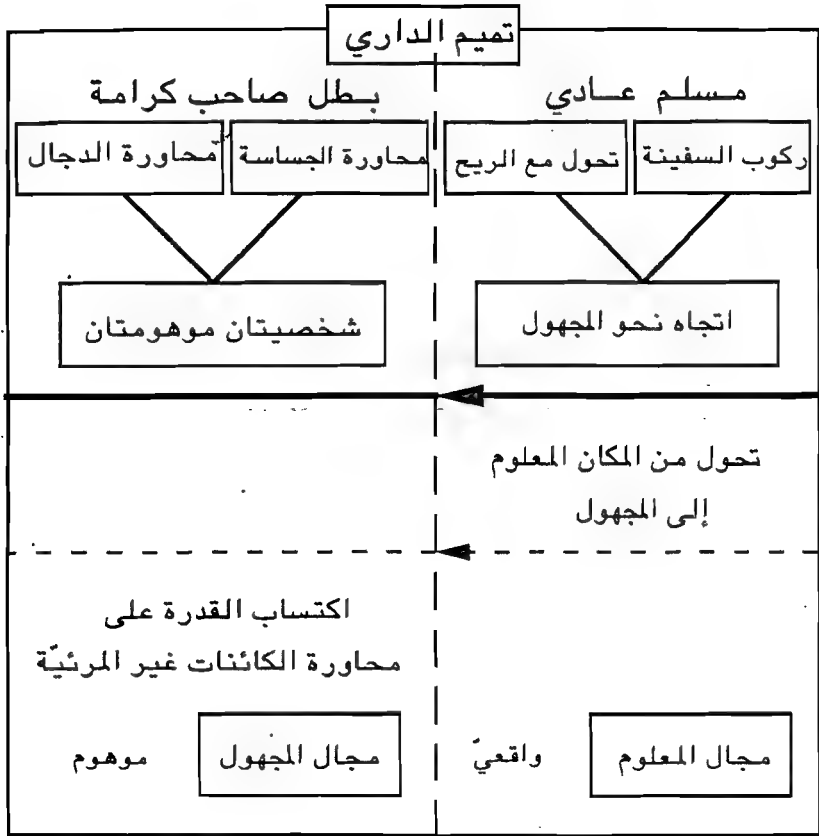 تميم الداري
مسلم عادي
بطل صاحب كرامة
ركوب السفينة
تحول مع الريح
محاورة الجساسة
محاورة الدجال
اتجاه نحو المجهول
شخصيتان موهومتان
تحول من المكان المعلوم
إلى المجهول
اكتساب القدرة على
محاورة الكائنات غير المرئيّة
مجال المعلوم
واقعيّ
مجال المجهول
موهوم